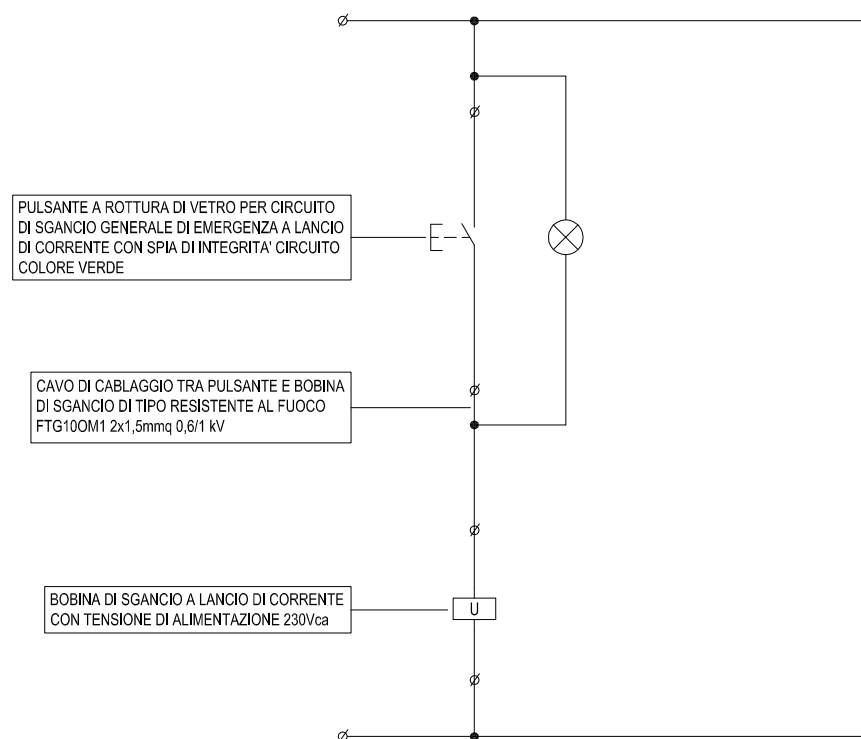 PULSANTE A ROTTURA DI VETRO PER CIRCUITO
DI SGANCIO GENERALE DI EMERGENZA A LANCIO
DI CORRENTE CON SPIA DI INTEGRITA' CIRCUITO
COLORE VERDE
CAVO DI CABLAGGIO TRA PULSANTE E BOBINA
DI SGANCIO DI TIPO RESISTENTE AL FUOCO
FTG10OM1 2x1,5mmq 0,6/1 kV
BOBINA DI SGANCIO A LANCIO DI CORRENTE
CON TENSIONE DI ALIMENTAZIONE 230Vca
U